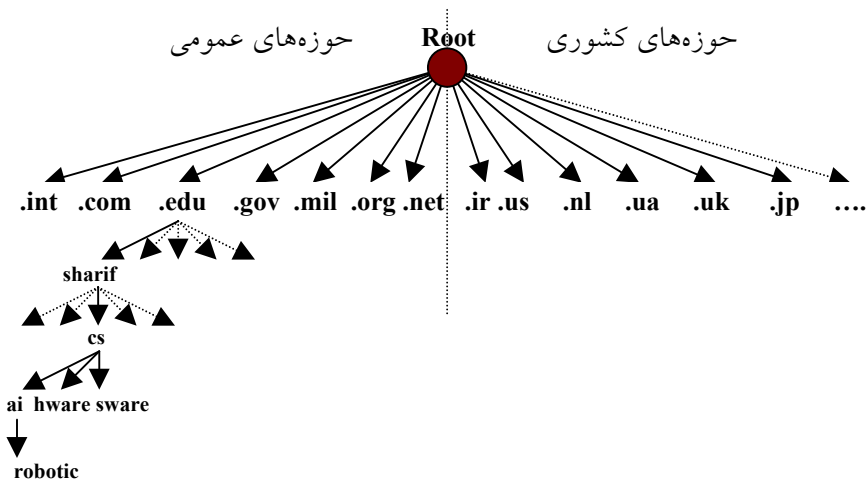 حوزه‌های عمومی Root حوزه‌های کشوری
.int .com .edu .gov .mil .org .net .ir .us .nl .ua .uk .jp ....
sharif
cs
ai hware sware
robotic